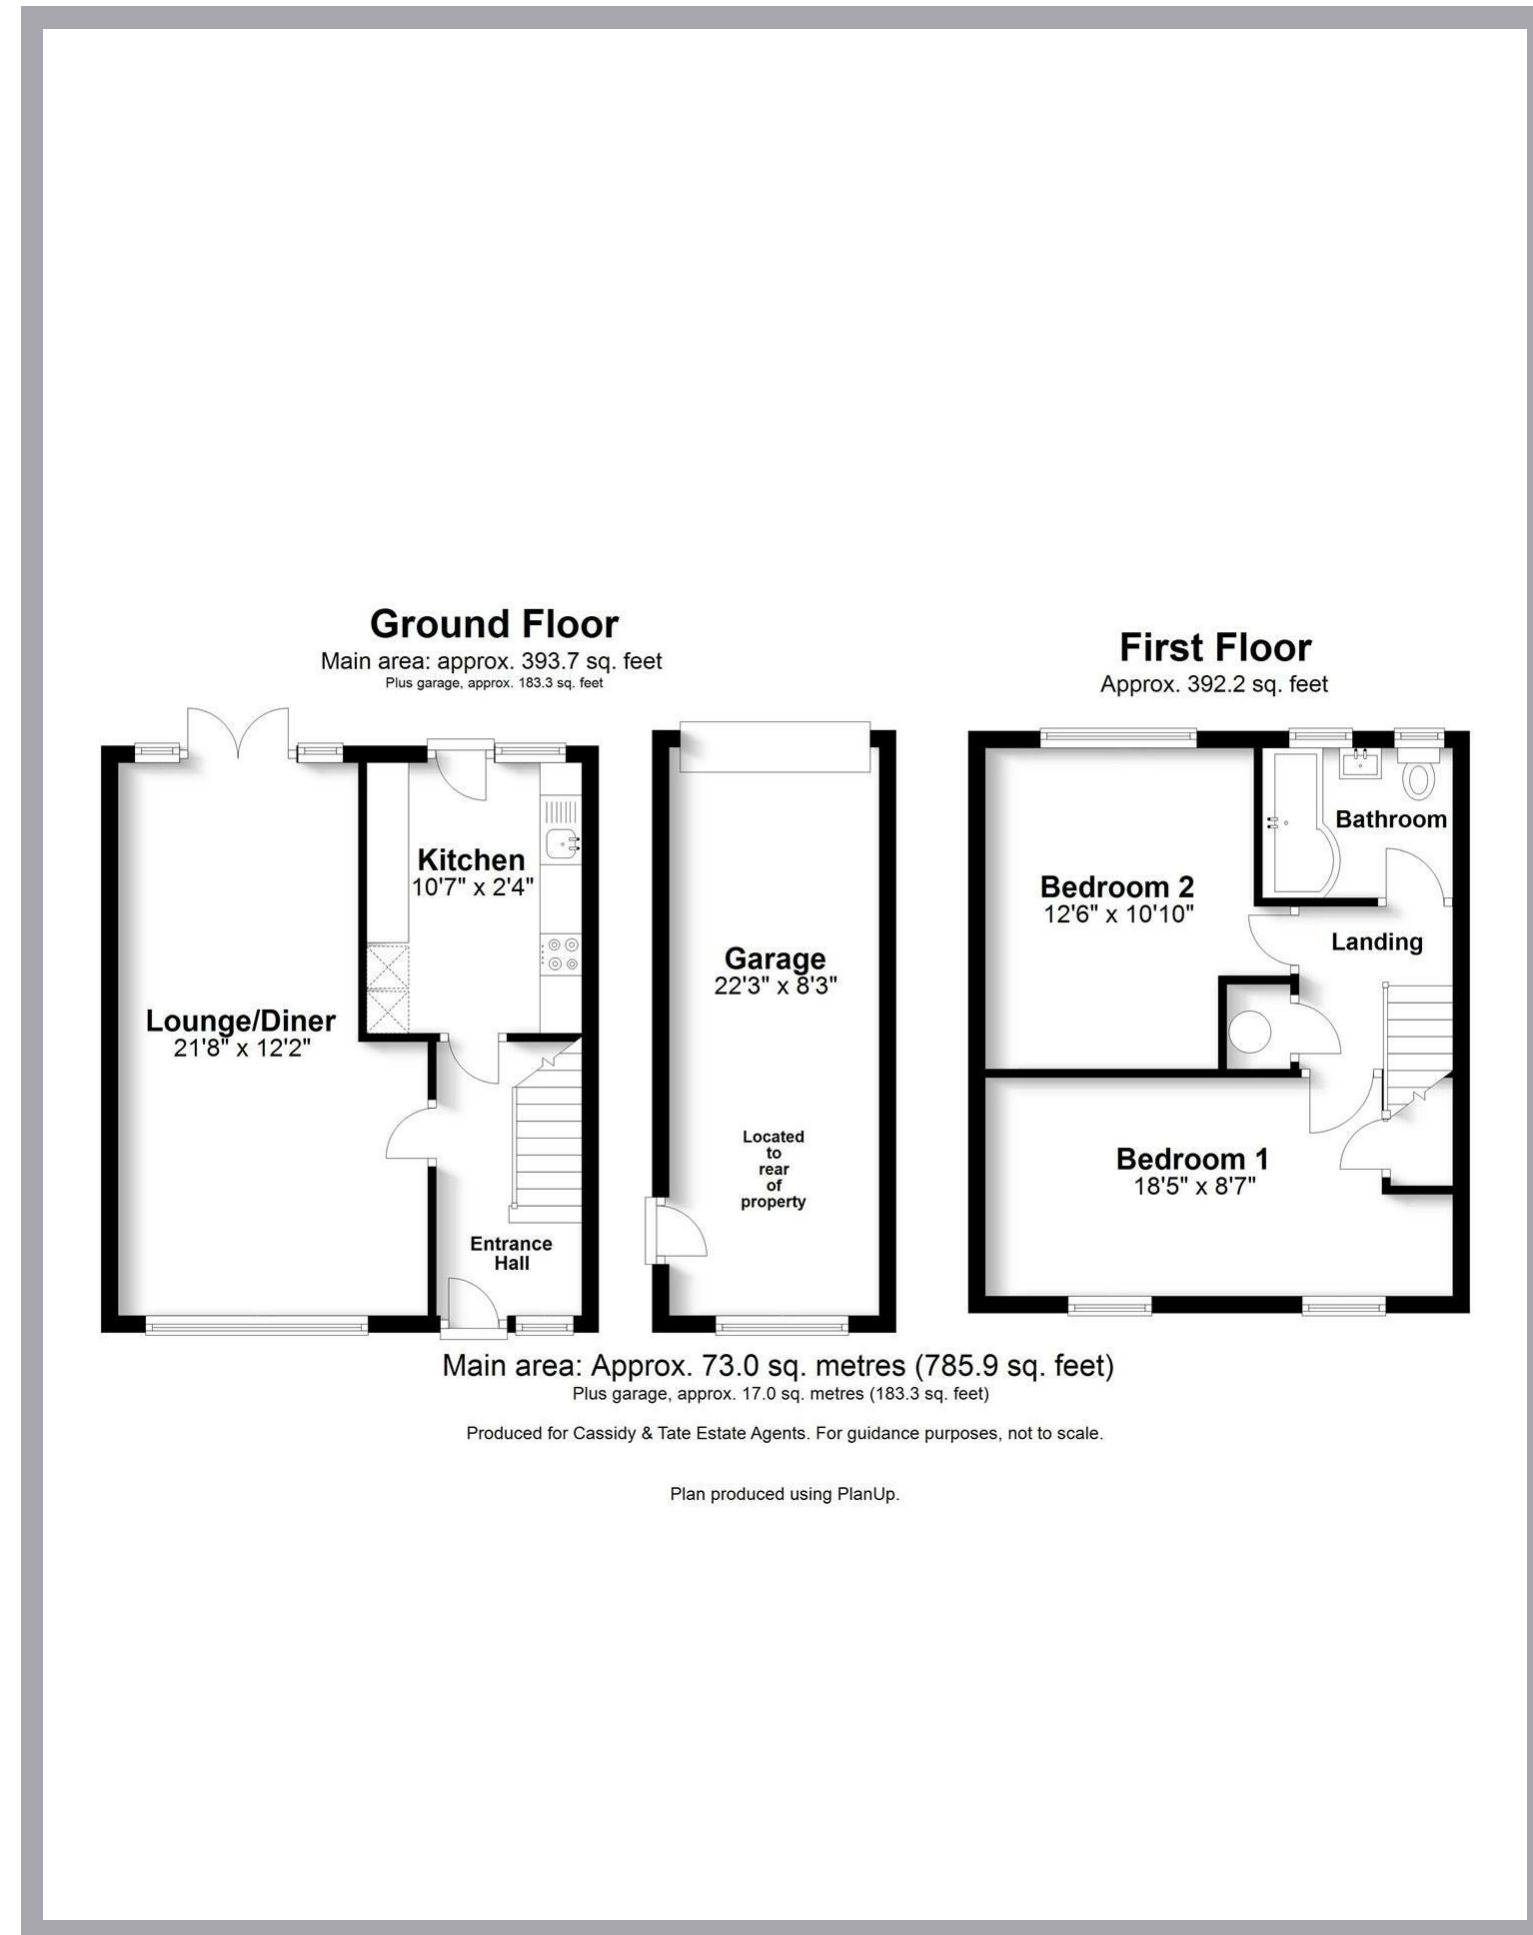 Ground Floor
Main area: approx. 393.7 sq. feet
Plus garage, approx. 183.3 sq. feet
First Floor
Approx. 392.2 sq. feet
Kitchen
10'7" x 2'4"
Lounge/Diner
21'8" x 12'2"
Entrance
Hall
Garage
22'3" x 8'3"
Located
to
rear
of
property
Bathroom
Bedroom 2
12'6" x 10'10"
Landing
Bedroom 1
18'5" x 8'7"
Main area: Approx. 73.0 sq. metres (785.9 sq. feet)
Plus garage, approx. 17.0 sq. metres (183.3 sq. feet)
Produced for Cassidy & Tate Estate Agents. For guidance purposes, not to scale.
Plan produced using PlanUp.